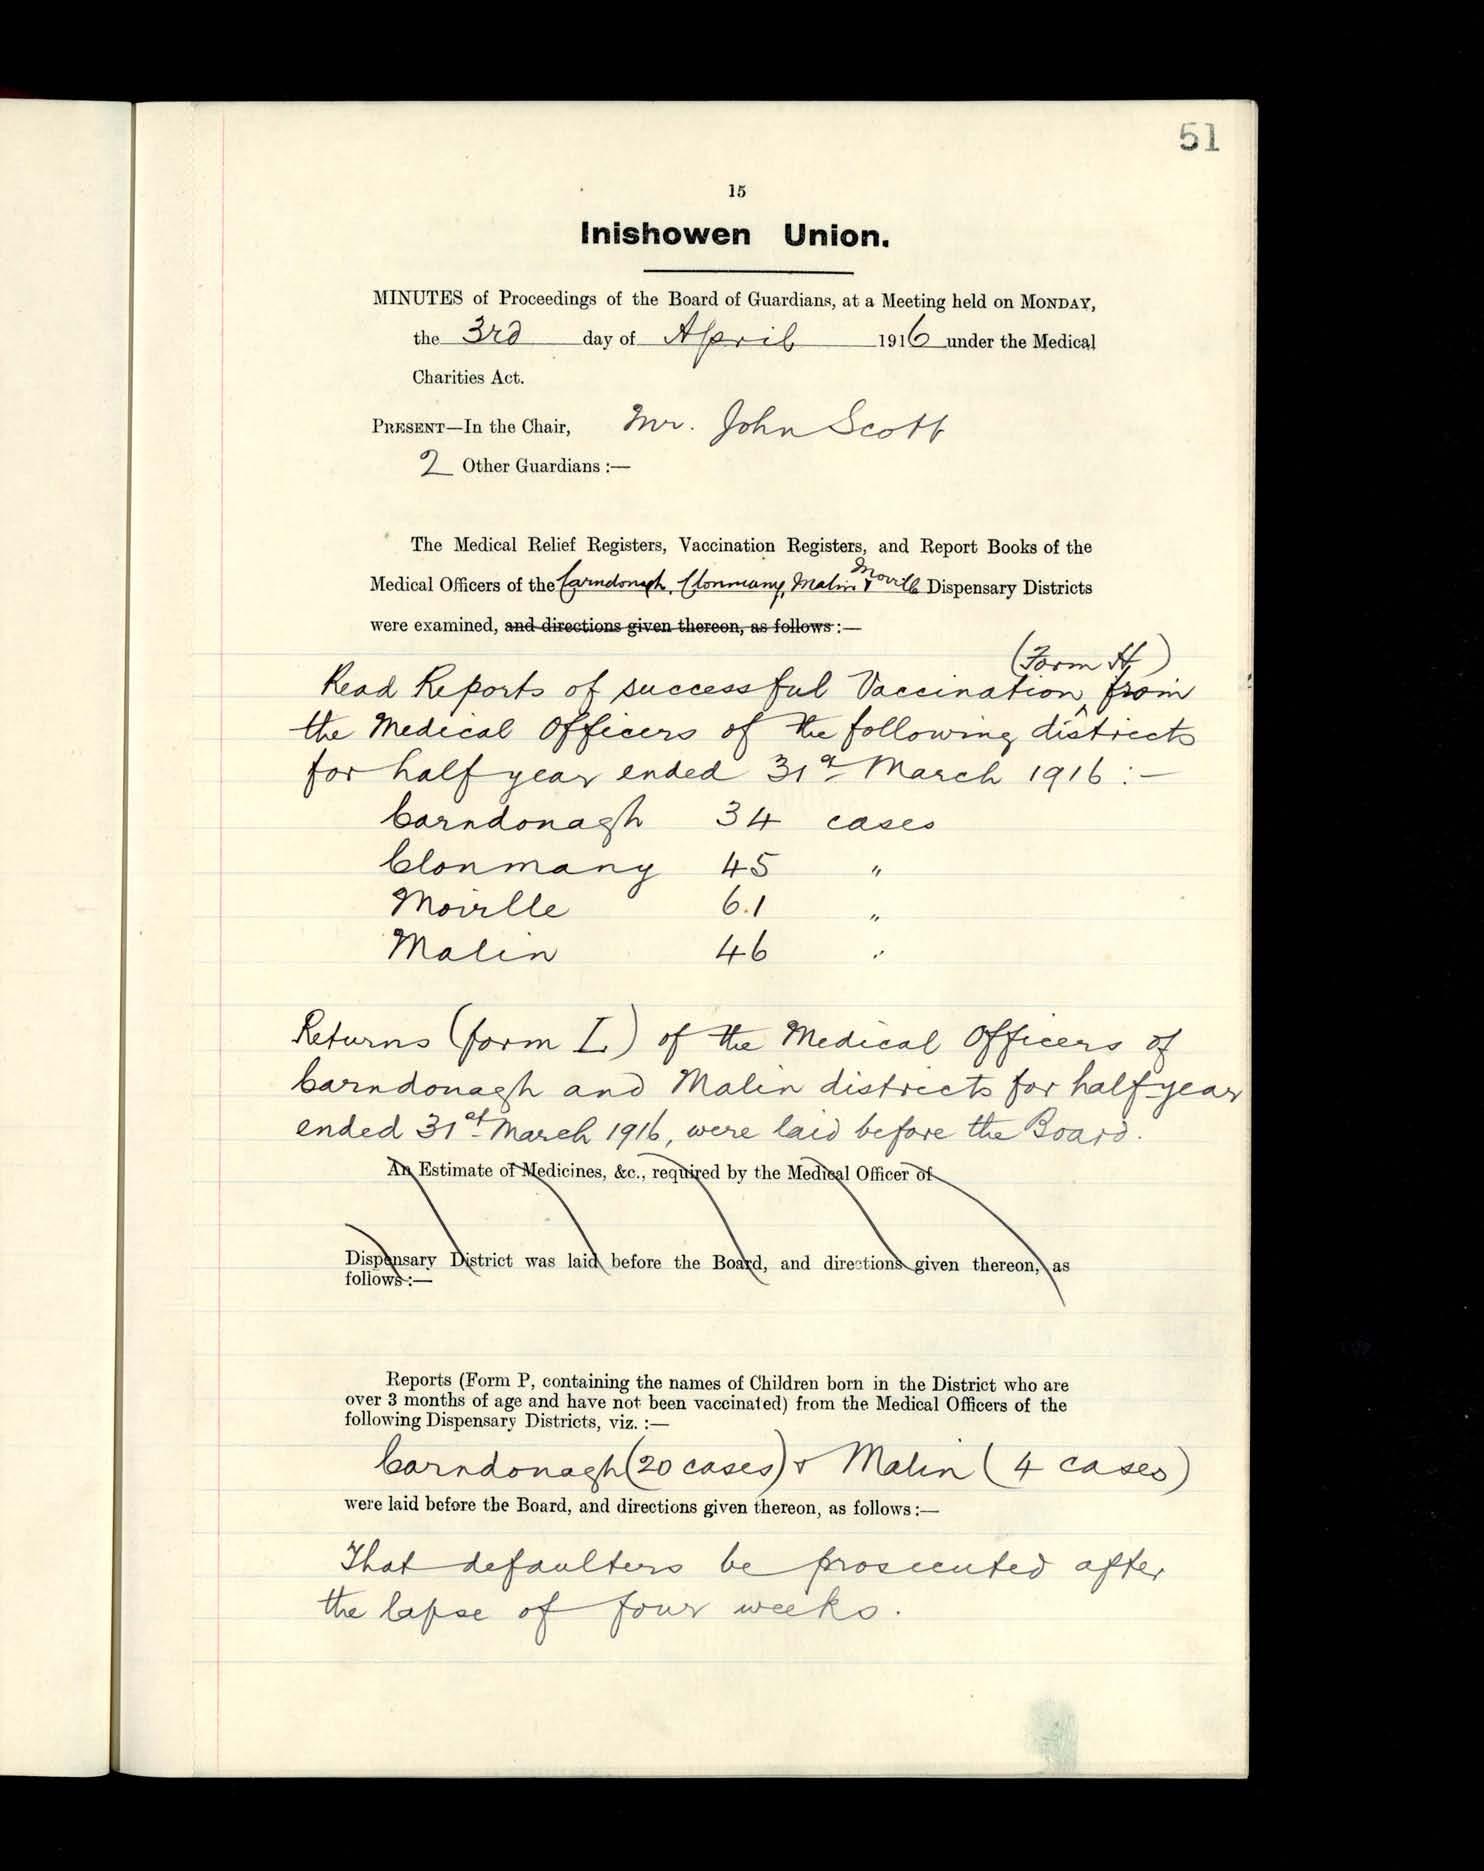 51
15
Inishowen Union.
MINUTES of Proceedings of the Board of Guardians, at a Meeting held on MONDAY,
the 3rd day of April 1916 under the Medical
Charities Act.
PRESENT—In the Chair, Mr. John Scott
2 Other Guardians :—
The Medical Relief Registers, Vaccination Registers, and Report Books of the
Medical Officers of the Carndonagh, Clonmany, Malin & Moville Dispensary Districts
were examined, and directions given thereon, as follows :—
(Form H)
Read Reports of successful Vaccination from
the Medical Officers of the following districts
for half year ended 31st March 1916 :—
Carndonagh 34 cases
Clonmany 45 "
Moville 61 "
Malin 46 "
Returns (form L) of the Medical Officers of
Carndonagh and Malin districts for half-year
ended 31st March 1916, were laid before the Board.
An Estimate of Medicines, &c., required by the Medical Officer of
Dispensary District was laid before the Board, and directions given thereon, as
follows :—
Reports (Form P, containing the names of Children born in the District who are
over 3 months of age and have not been vaccinated) from the Medical Officers of the
following Dispensary Districts, viz. :—
Carndonagh (20 cases) & Malin (4 cases)
were laid before the Board, and directions given thereon, as follows :—
That defaulters be prosecuted after
the lapse of four weeks.